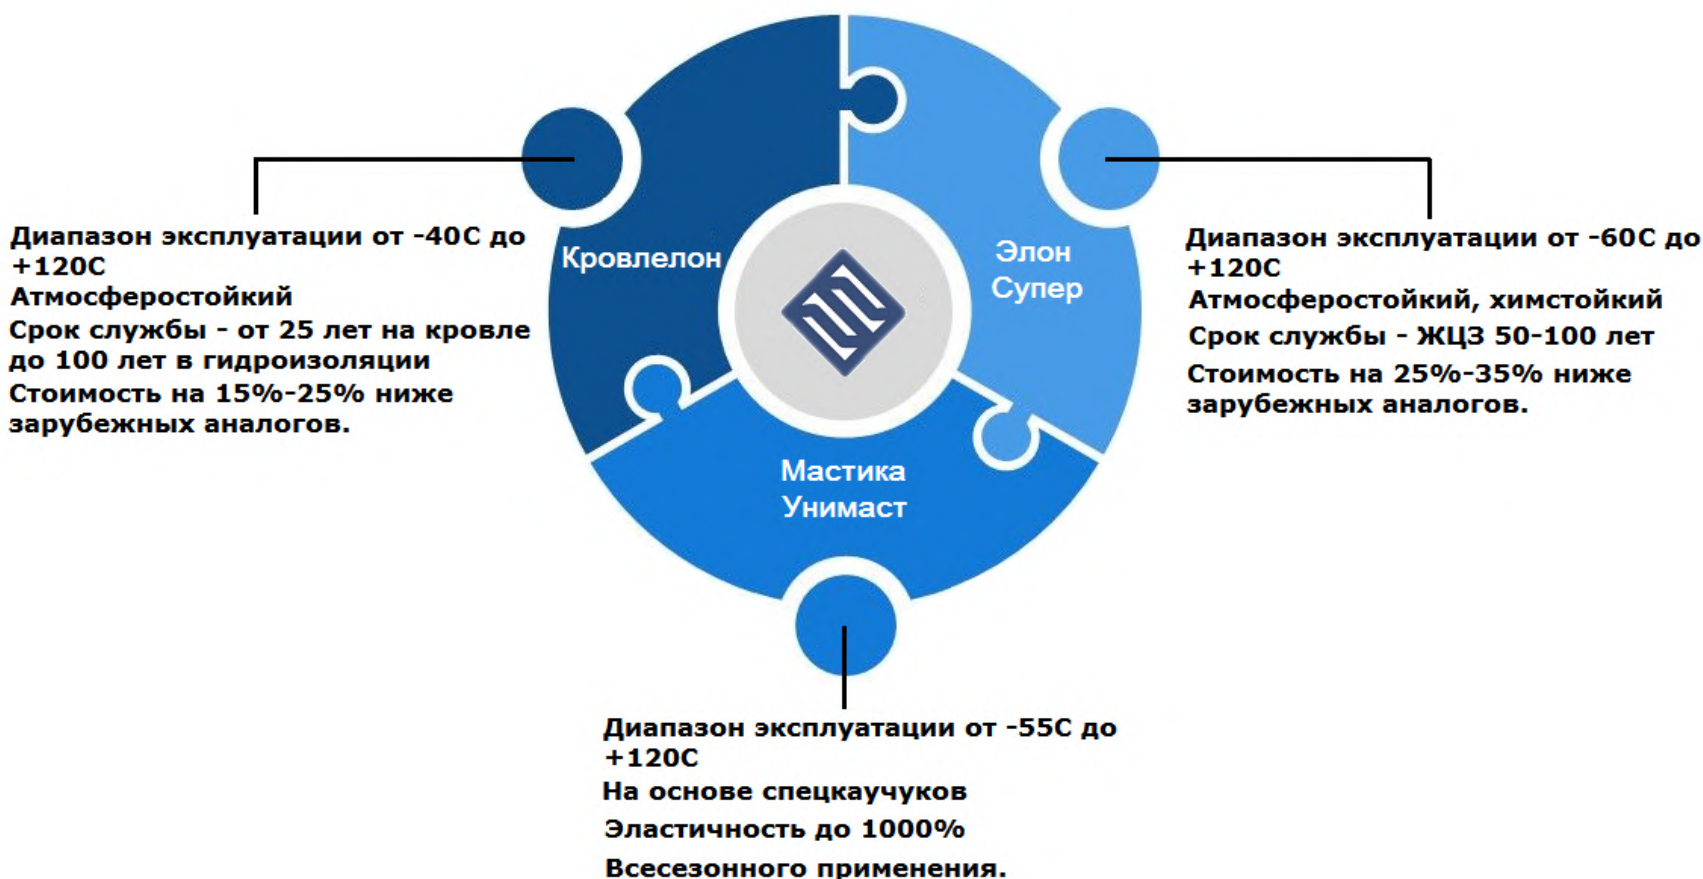 Кровлелон
Диапазон эксплуатации от -40С до
+120С
Атмосферостойкий
Срок службы - от 25 лет на кровле
до 100 лет в гидроизоляции
Стоимость на 15%-25% ниже
зарубежных аналогов.
Элон
Супер
Диапазон эксплуатации от -60С до
+120С
Атмосферостойкий, химстойкий
Срок службы - ЖЦЗ 50-100 лет
Стоимость на 25%-35% ниже
зарубежных аналогов.
Мастика
Унимаст
Диапазон эксплуатации от -55С до
+120С
На основе спецкаучуков
Эластичность до 1000%
Всесезонного применения.